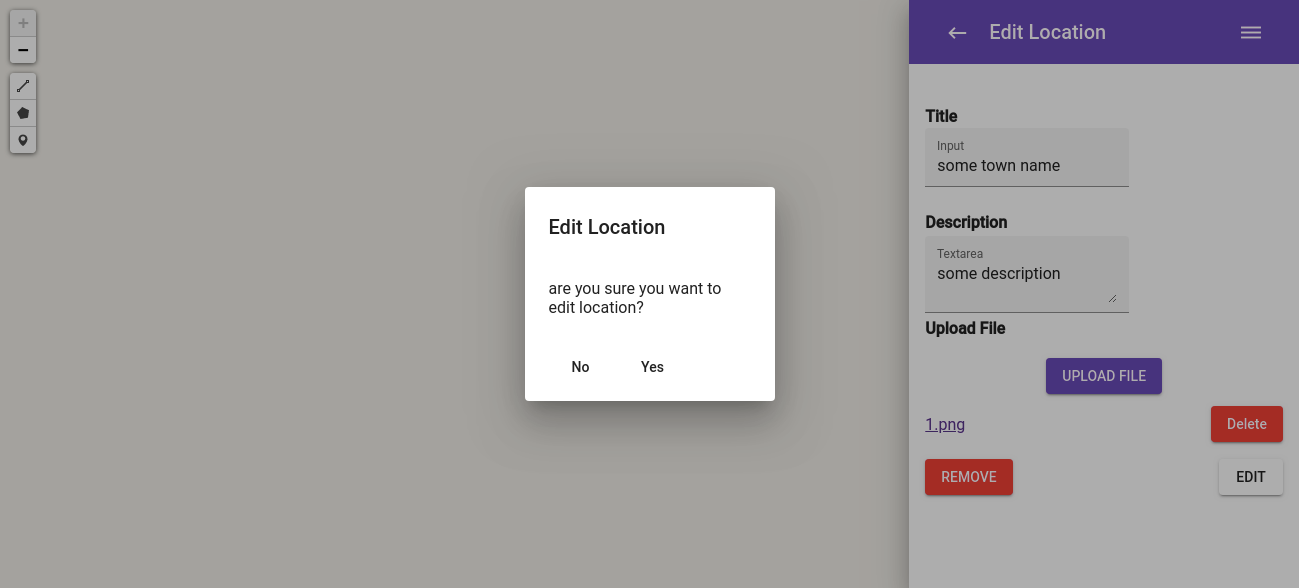 +
−
Edit Location
Title
Input
some town name
Description
Textarea
some description
Upload File
UPLOAD FILE
1.png
Delete
REMOVE
EDIT
Edit Location
are you sure you want to
edit location?
No
Yes